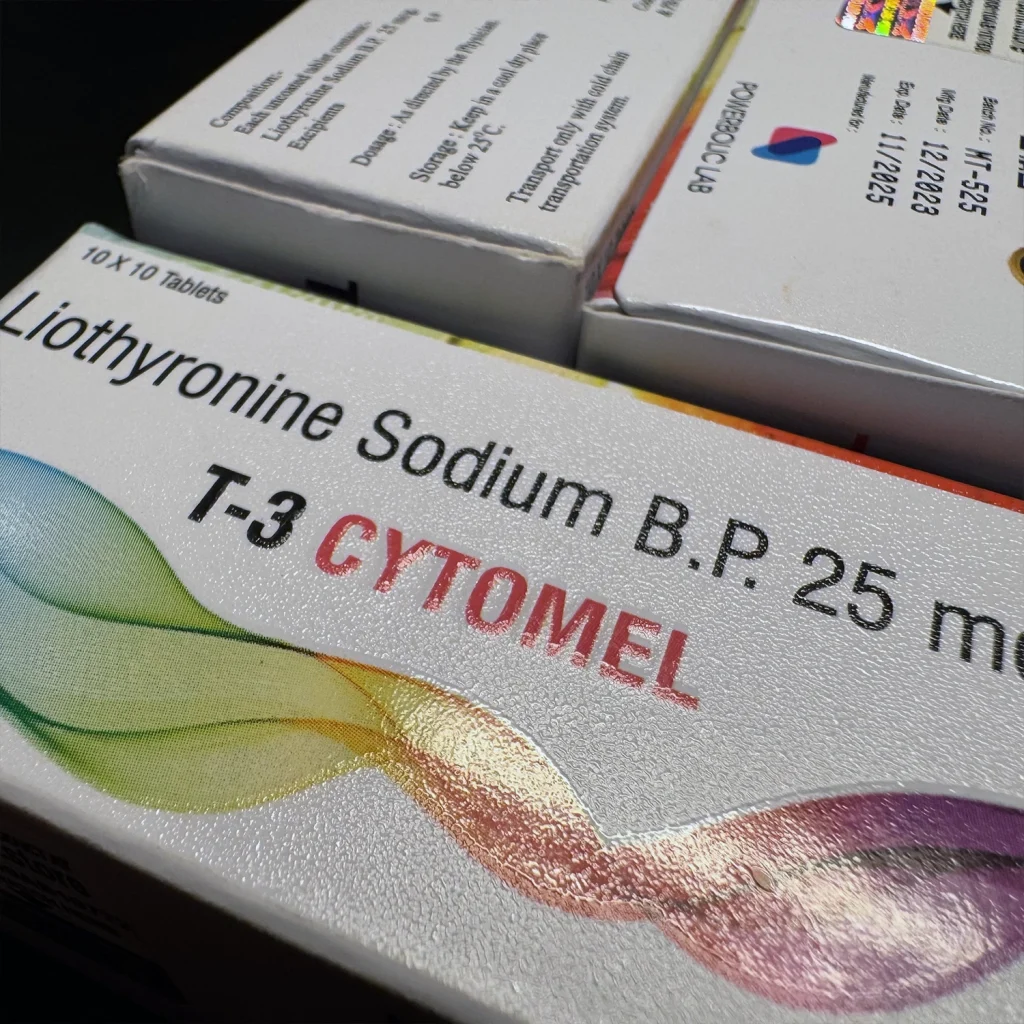 Composition:-
Each uncoated tablet contains:-
Liothyronine Sodium B.P. 25 mcg.
Excipients
Dosage : As directed by the Physician
Storage : Keep in a cool dry place
below 25°C.
Transport only with cold chain
transportation system.
POWERBOLIC LAB
Batch No.: MT-525
Mfg Date : 12/2023
Exp. Date : 11/2025
Manufactured for :
10 X 10 Tablets
Liothyronine Sodium B.P. 25
T-3 CYTOMEL